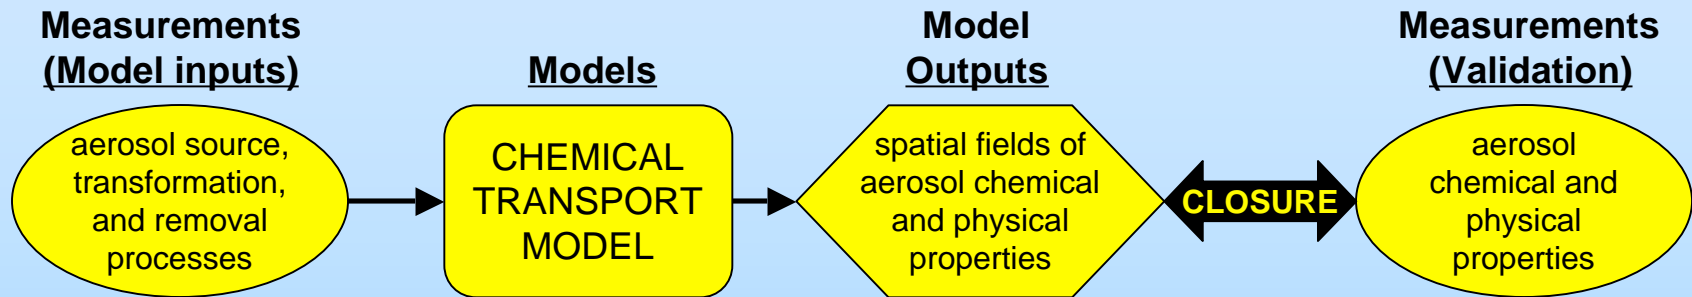 Measurements
(Model inputs)
Models
Model
Outputs
Measurements
(Validation)
aerosol source,
transformation,
and removal
processes
CHEMICAL
TRANSPORT
MODEL
spatial fields of
aerosol chemical
and physical
properties
CLOSURE
aerosol
chemical and
physical
properties